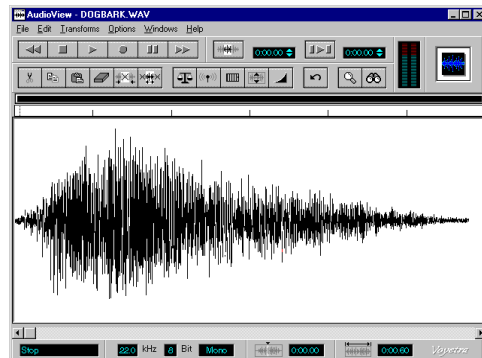 AudioView - DOGBARK.WAV
File Edit Transforms Options Windows Help
0:00.00 0:00.00
Stop 22.0 kHz 8 Bit Mono 0:00.00 0:00.60 Voyetra